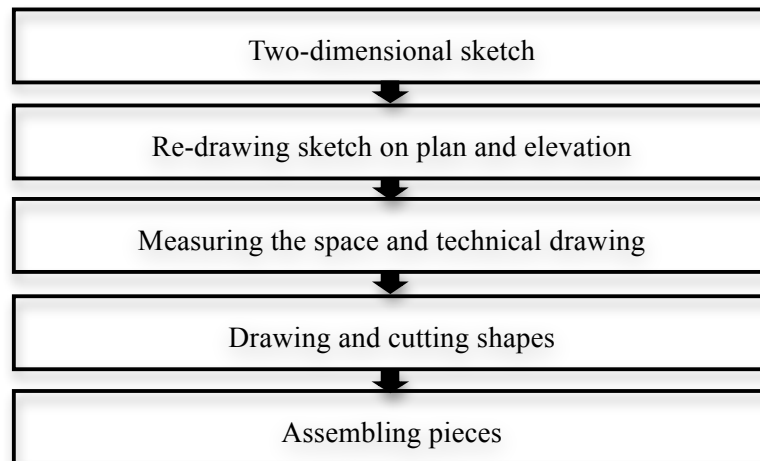 Two-dimensional sketch
Re-drawing sketch on plan and elevation
Measuring the space and technical drawing
Drawing and cutting shapes
Assembling pieces